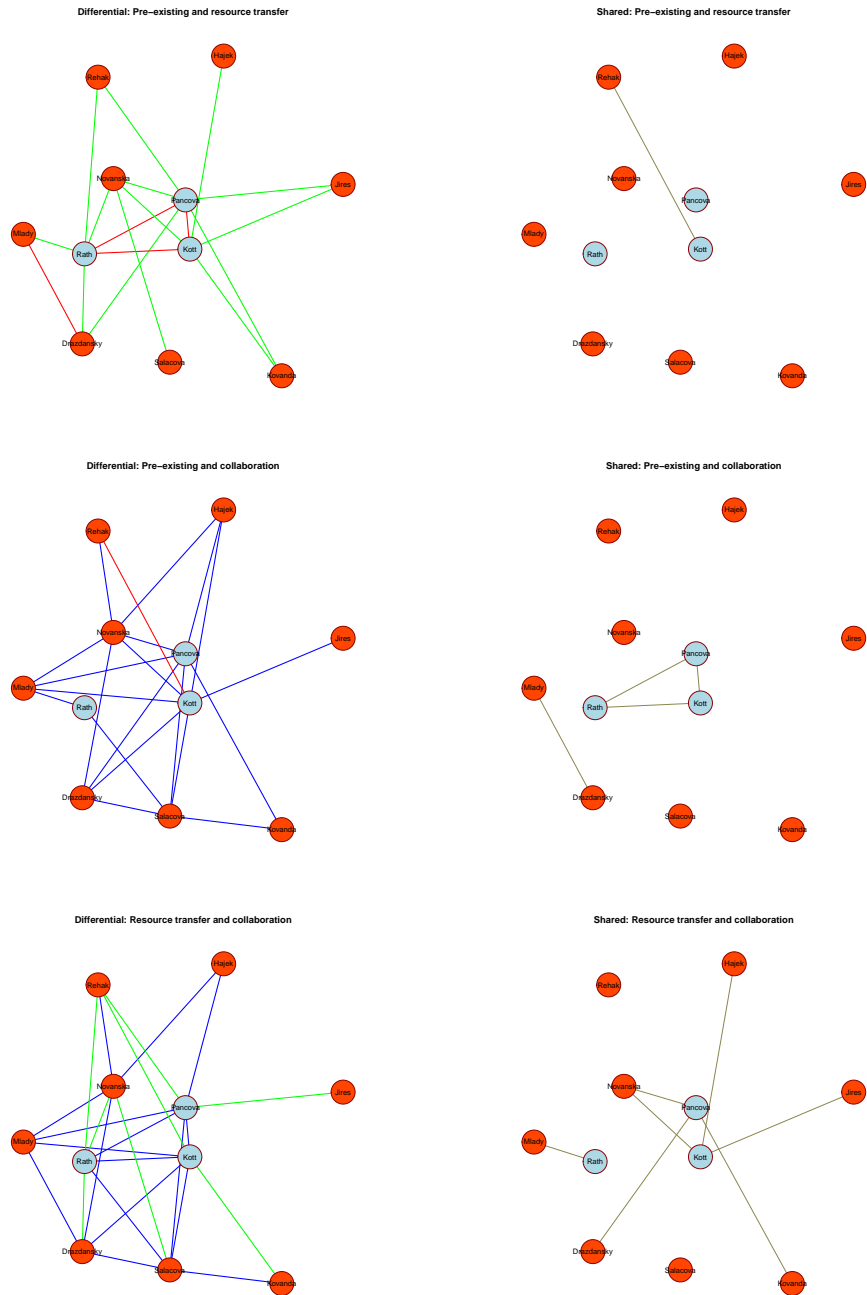 Differential: Pre−existing and resource transfer
Hajek
Rehak
Novanska
Pancova
Jires
Mlady
Rath
Kott
Drazdansky
Salacova
Kovanda
Shared: Pre−existing and resource transfer
Hajek
Rehak
Novanska
Pancova
Jires
Mlady
Rath
Kott
Drazdansky
Salacova
Kovanda
Differential: Pre−existing and collaboration
Hajek
Rehak
Novanska
Pancova
Jires
Mlady
Rath
Kott
Drazdansky
Salacova
Kovanda
Shared: Pre−existing and collaboration
Hajek
Rehak
Novanska
Pancova
Jires
Mlady
Rath
Kott
Drazdansky
Salacova
Kovanda
Differential: Resource transfer and collaboration
Hajek
Rehak
Novanska
Pancova
Jires
Mlady
Rath
Kott
Drazdansky
Salacova
Kovanda
Shared: Resource transfer and collaboration
Hajek
Rehak
Novanska
Pancova
Jires
Mlady
Rath
Kott
Drazdansky
Salacova
Kovanda